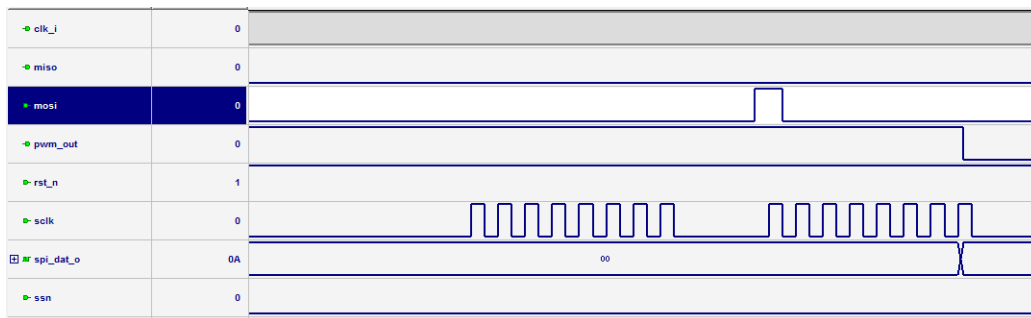 clk_i 0
miso 0
mosi 0
pwm_out 0
rst_n 1
sclk 0
spi_dat_o 0A 00
ssn 0